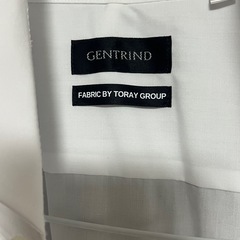 GENTRIND
FABRIC BY TORAY GROUP